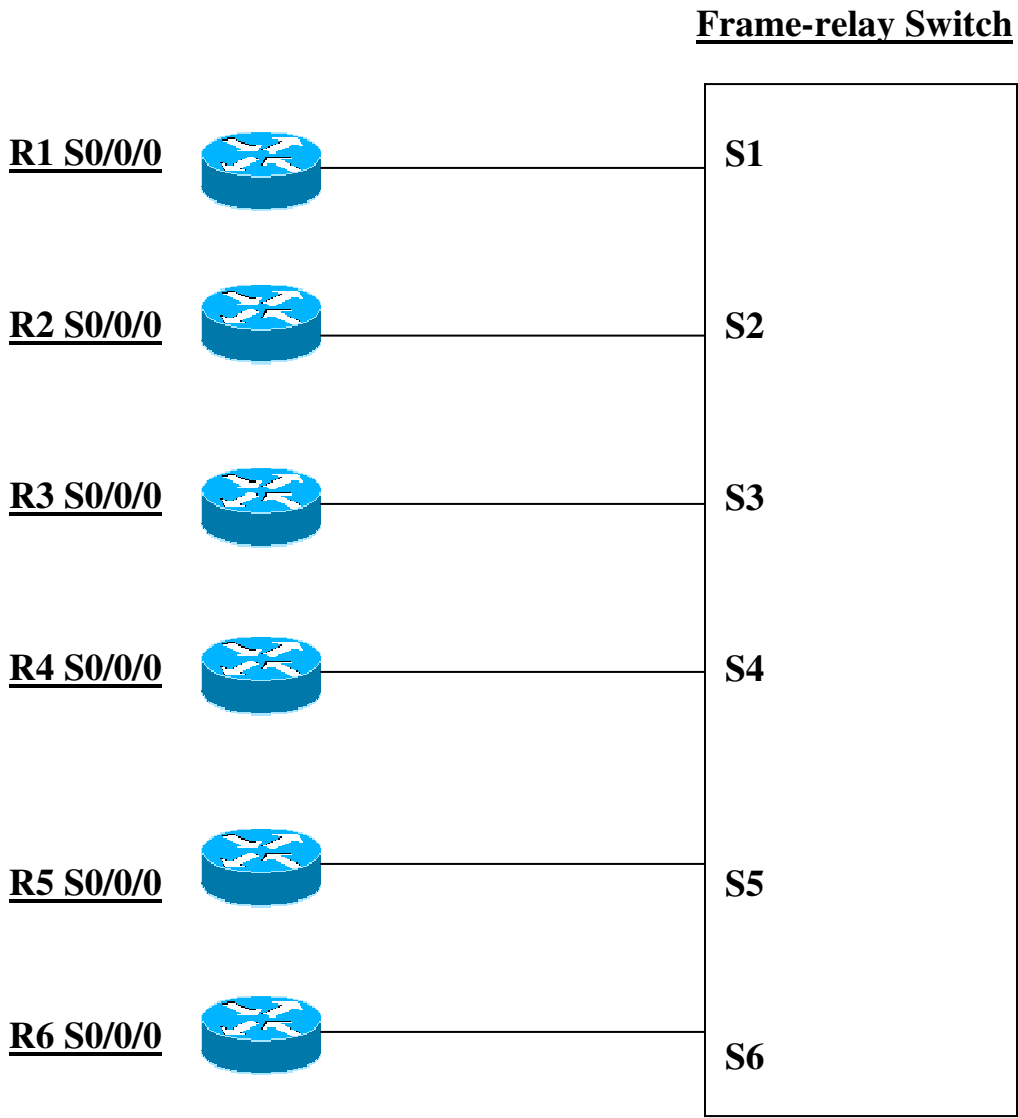 Frame-relay Switch
R1 S0/0/0
S1
R2 S0/0/0
S2
R3 S0/0/0
S3
R4 S0/0/0
S4
R5 S0/0/0
S5
R6 S0/0/0
S6